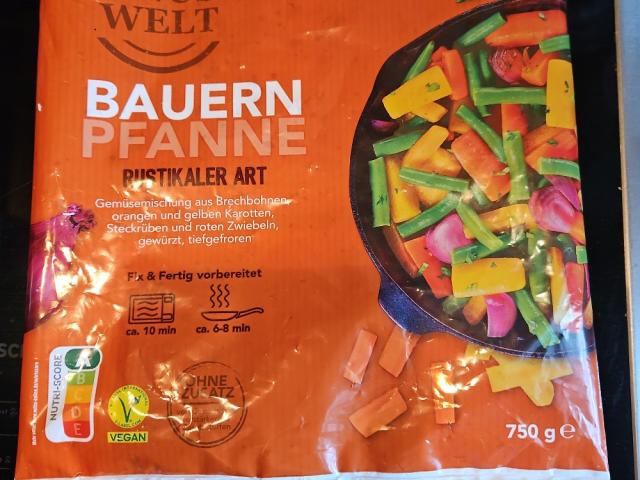 WELT
BAUERN
PFANNE
RUSTIKALER ART
Gemüsemischung aus Brechbohnen,
orangen und gelben Karotten,
Steckrüben und roten Zwiebeln,
gewürzt, tiefgefroren
Fix & Fertig vorbereitet
ca. 10 min
ca. 6-8 min
NUTRI-SCORE
A
B
C
D
E
VEGAN
OHNE
ZUSATZ
750 g e